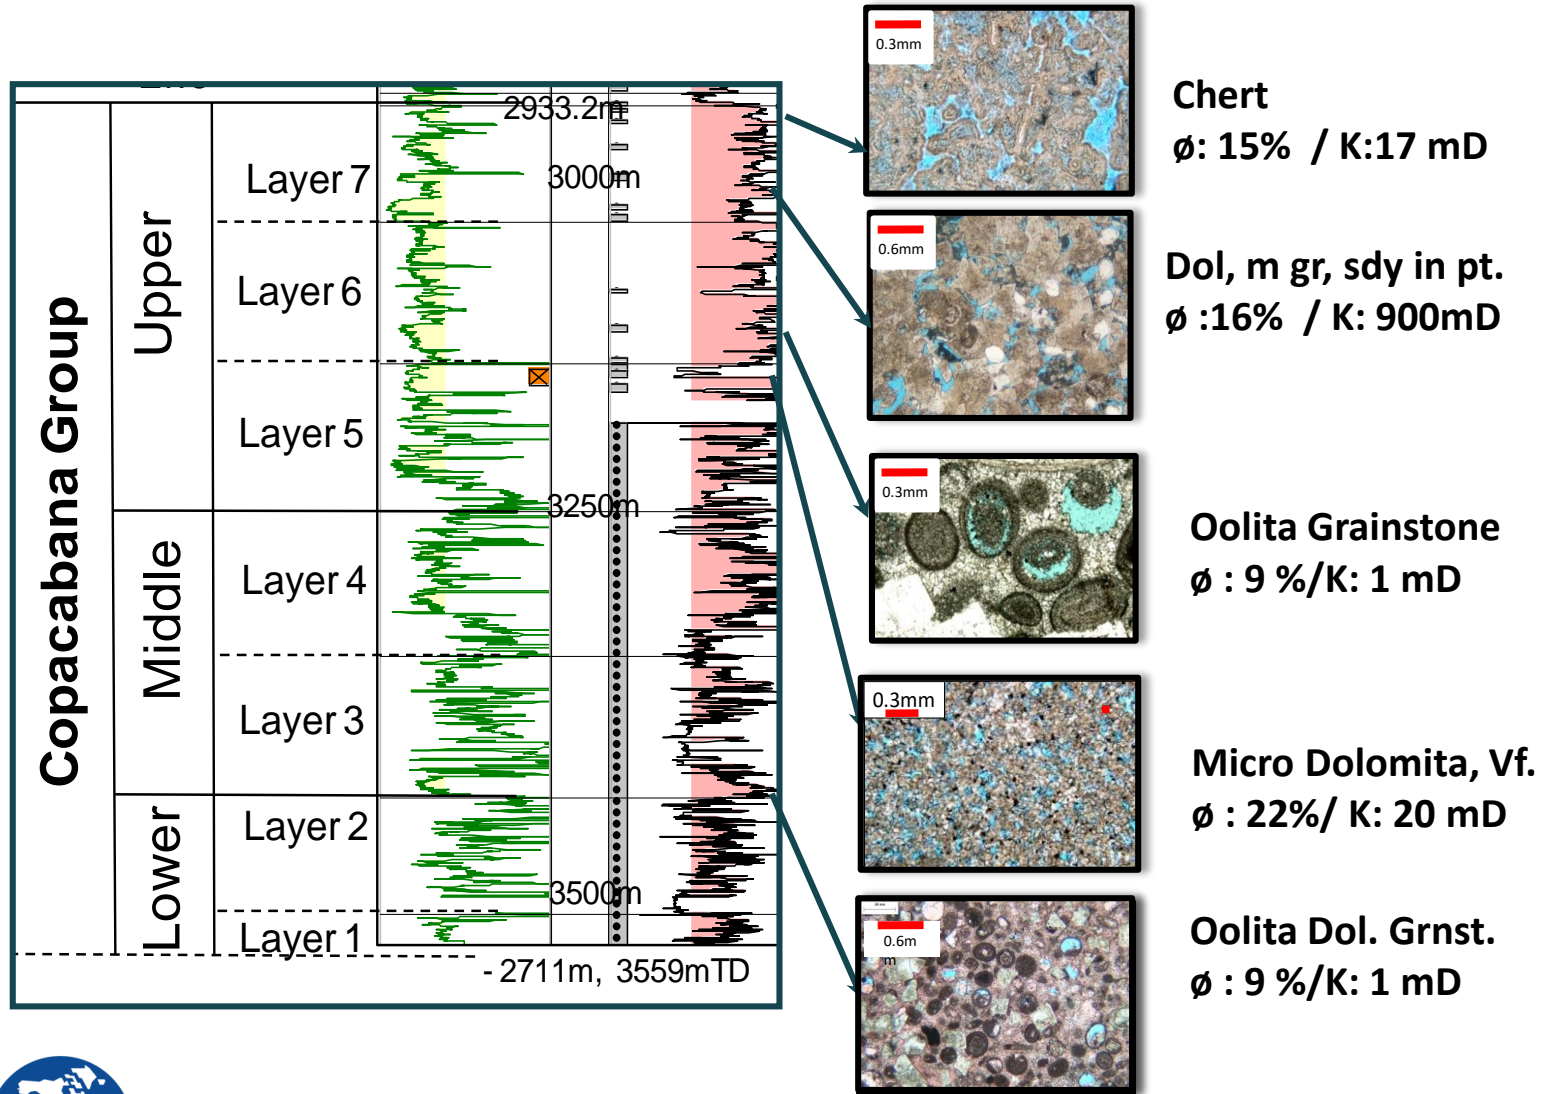 2933.2m
3000m
3250m
3500m
Copacabana Group
Upper
Middle
Lower
Layer 7
Layer 6
Layer 5
Layer 4
Layer 3
Layer 2
Layer 1
- 2711m, 3559mTD
0.3mm
Chert
ø: 15% / K:17 mD
0.6mm
Dol, m gr, sdy in pt.
ø :16% / K: 900mD
0.3mm
Oolita Grainstone
ø : 9 %/K: 1 mD
0.3mm
Micro Dolomita, Vf.
ø : 22%/ K: 20 mD
0.6m
m
Oolita Dol. Grnst.
ø : 9 %/K: 1 mD